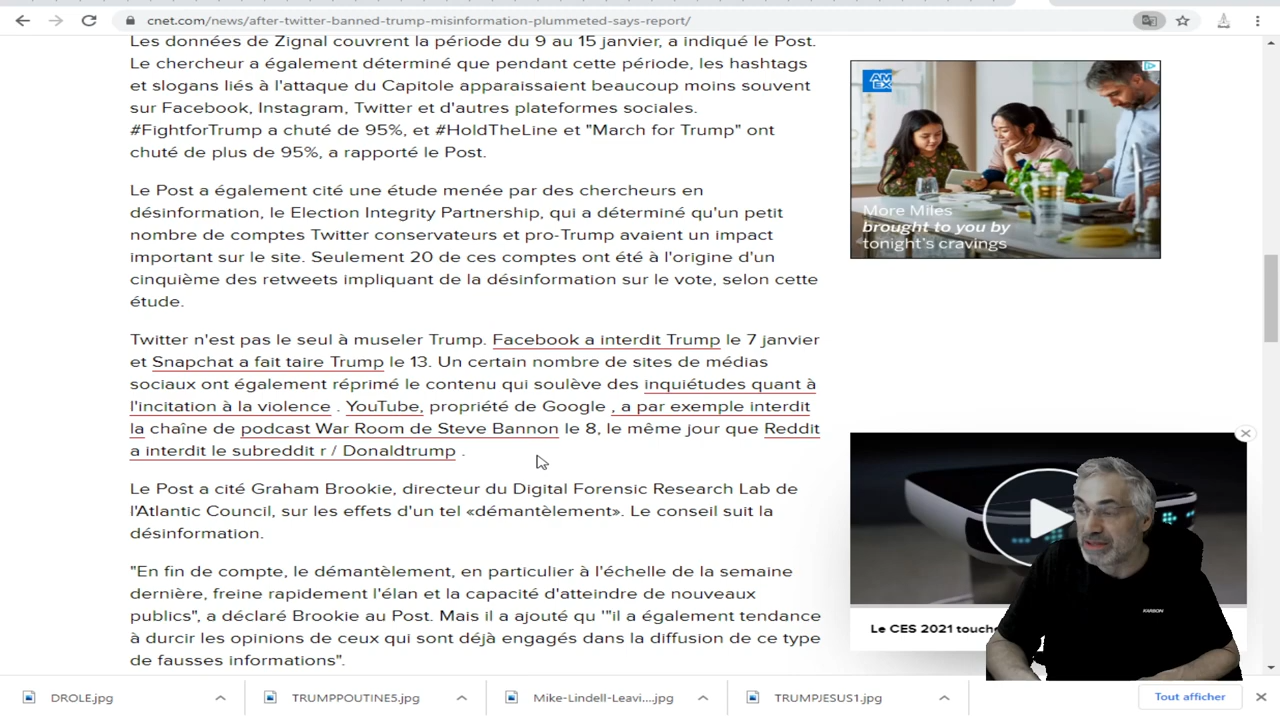 cnet.com/news/after-twitter-banned-trump-misinformation-plummeted-says-report/
Les données de Zignal couvrent la période du 9 au 15 janvier, a indiqué le Post.
Le chercheur a également déterminé que pendant cette période, les hashtags
et slogans liés à l'attaque du Capitole apparaissaient beaucoup moins souvent
sur Facebook, Instagram, Twitter et d'autres plateformes sociales.
#FightforTrump a chuté de 95%, et #HoldTheLine et "March for Trump" ont
chuté de plus de 95%, a rapporté le Post.
Le Post a également cité une étude menée par des chercheurs en
désinformation, le Election Integrity Partnership, qui a déterminé qu'un petit
nombre de comptes Twitter conservateurs et pro-Trump avaient un impact
important sur le site. Seulement 20 de ces comptes ont été à l'origine d'un
cinquième des retweets impliquant de la désinformation sur le vote, selon cette
étude.
Twitter n'est pas le seul à museler Trump. Facebook a interdit Trump le 7 janvier
et Snapchat a fait taire Trump le 13. Un certain nombre de sites de médias
sociaux ont également réprimé le contenu qui soulève des inquiétudes quant à
l'incitation à la violence . YouTube, propriété de Google , a par exemple interdit
la chaîne de podcast War Room de Steve Bannon le 8, le même jour que Reddit
a interdit le subreddit r / Donaldtrump .
Le Post a cité Graham Brookie, directeur du Digital Forensic Research Lab de
l'Atlantic Council, sur les effets d'un tel «démantèlement». Le conseil suit la
désinformation.
"En fin de compte, le démantèlement, en particulier à l'échelle de la semaine
dernière, freine rapidement l'élan et la capacité d'atteindre de nouveaux
publics", a déclaré Brookie au Post. Mais il a ajouté qu '"il a également tendance
à durcir les opinions de ceux qui sont déjà engagés dans la diffusion de ce type
de fausses informations".
AM
EX
More Miles
brought to you by
tonight's cravings
Le CES 2021 touch
KARBON
DROLE.jpg
TRUMPPOUTINE5.jpg
Mike-Lindell-Leavi....jpg
TRUMPJESUS1.jpg
Tout afficher